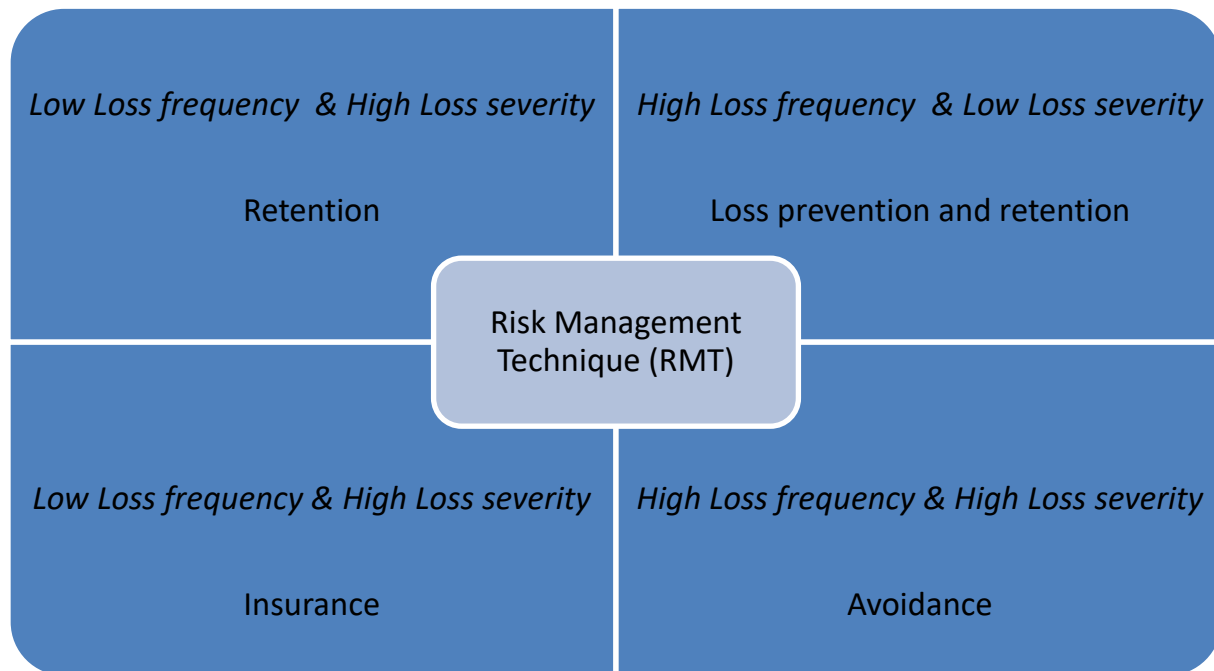 Low Loss frequency  & High Loss severity
Retention
High Loss frequency  & Low Loss severity
Loss prevention and retention
Risk Management
Technique (RMT)
Low Loss frequency & High Loss severity
Insurance
High Loss frequency & High Loss severity
Avoidance